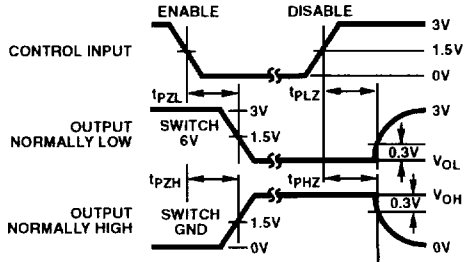 ENABLE DISABLE
3V
CONTROL INPUT
1.5V
0V
tPZL tPLZ
3V 3V
OUTPUT
NORMALLY LOW
SWITCH
6V
1.5V
0.3V
VOL
tPZH tPHZ
VOH
0.3V
OUTPUT
NORMALLY HIGH
SWITCH
GND
1.5V
0V 0V